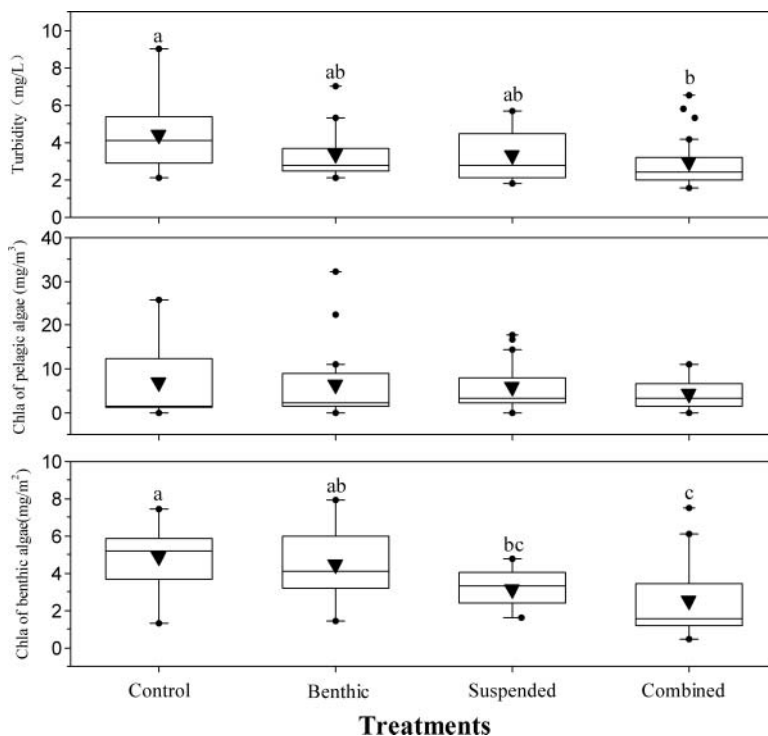 Turbidity (mg/L)
10
8
6
4
2
0
a
ab
ab
b
Chla of pelagic algae (mg/m³)
40
30
20
10
0
Chla of benthic algae(mg/m²)
10
8
6
4
2
0
a
ab
bc
c
Control
Benthic
Suspended
Combined
Treatments